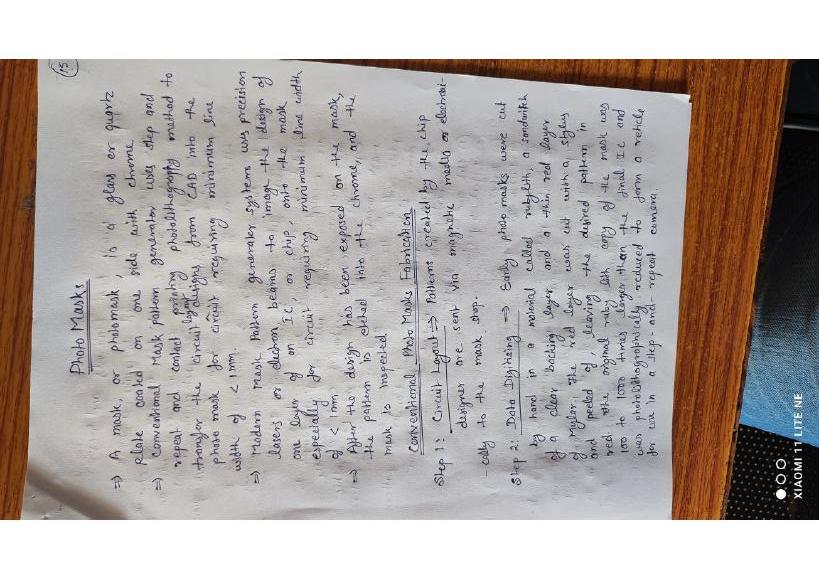 15
Photo Masks
⇒ A mask, or photomask, is a glass or quartz
plate coated on one side with chrome
⇒ Conventional Mask pattern generator uses step and
repeat and contact printing photolithography method to
transfer the circuit layout designs from CAD into the
photo mask for circuit requiring minimum line
width of < 1mm.
⇒ Modern Mask Pattern generator systems uses precision
lasers or electron beams to image the design of
one layer of an IC, or chip, onto the mask
especially for circuit requiring minimum line width
of < 1 mm
⇒ After the design has been exposed on the mask,
the pattern is etched into the chrome, and the
mask is inspected
Conventional Photo Masks Fabrication
Step 1: Circuit Layout ⇒ Patterns created by the chip
designer are sent via magnetic media or electroni-
-cally to the mask shop.
Step 2: Data Digitizing ⇒ Early photo masks were cut
by hand in a material called rubylith, a sandwitch
of a clear backing layer and a thin red layer
of Mylar. The red layer was cut with a stylus
and peeled of, leaving the desired pattern in
red. The original ruby lith copy of the mask was
100 to 1000 times larger than the final IC and
was photolithographically reduced to form a reticle
for use in a step-and-repeat camera.
XIAOMI 11 LITE NE